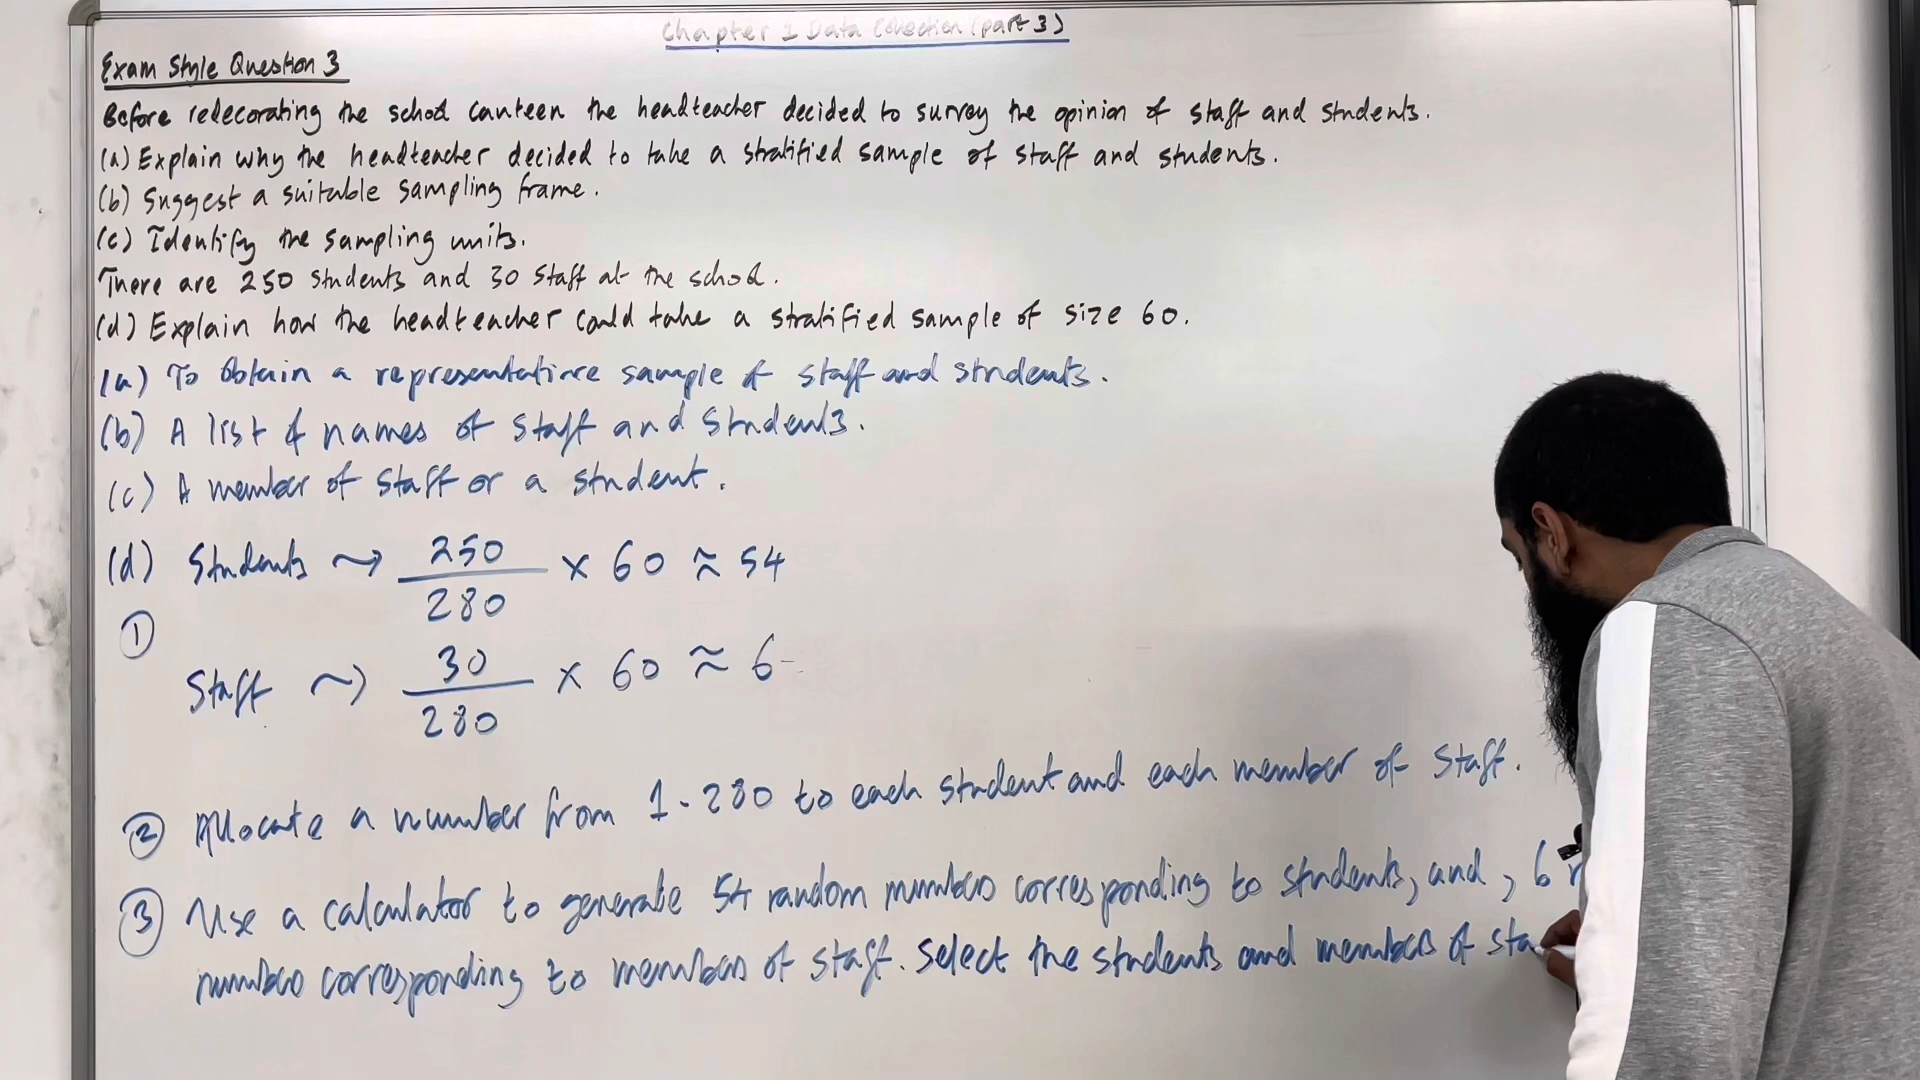 Chapter 1 Data Collection (part 3)
Exam Style Question 3
Before redecorating the school canteen the headteacher decided to survey the opinion of staff and students.
(a) Explain why the headteacher decided to take a stratified sample of staff and students.
(b) Suggest a suitable sampling frame.
(c) Identify the sampling units.
There are 250 students and 30 staff at the school.
(d) Explain how the headteacher could take a stratified sample of size 60.
(a) To obtain a representative sample of staff and students.
(b) A list of names of staff and students.
(c) A member of staff or a student.
(d) Students ~> 250/280 × 60 ≈ 54
①
Staff ~> 30/280 × 60 ≈ 6
② Allocate a number from 1-280 to each student and each member of staff.
③ Use a calculator to generate 54 random numbers corresponding to students, and, 6
numbers corresponding to members of staff. Select the students and members of sta